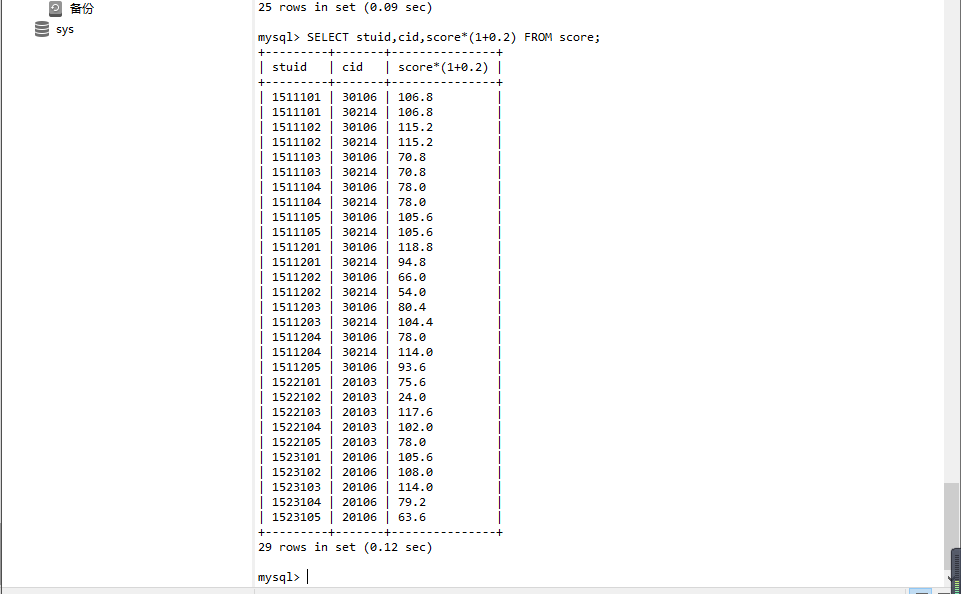 备份
sys
25 rows in set (0.09 sec)
mysql> SELECT stuid,cid,score*(1+0.2) FROM score;
+---------+-------+---------------+
| stuid   | cid   | score*(1+0.2) |
+---------+-------+---------------+
| 1511101 | 30106 | 106.8         |
| 1511101 | 30214 | 106.8         |
| 1511102 | 30106 | 115.2         |
| 1511102 | 30214 | 115.2         |
| 1511103 | 30106 | 70.8          |
| 1511103 | 30214 | 70.8          |
| 1511104 | 30106 | 78.0          |
| 1511104 | 30214 | 78.0          |
| 1511105 | 30106 | 105.6         |
| 1511105 | 30214 | 105.6         |
| 1511201 | 30106 | 118.8         |
| 1511201 | 30214 | 94.8          |
| 1511202 | 30106 | 66.0          |
| 1511202 | 30214 | 54.0          |
| 1511203 | 30106 | 80.4          |
| 1511203 | 30214 | 104.4         |
| 1511204 | 30106 | 78.0          |
| 1511204 | 30214 | 114.0         |
| 1511205 | 30106 | 93.6          |
| 1522101 | 20103 | 75.6          |
| 1522102 | 20103 | 24.0          |
| 1522103 | 20103 | 117.6         |
| 1522104 | 20103 | 102.0         |
| 1522105 | 20103 | 78.0          |
| 1523101 | 20106 | 105.6         |
| 1523102 | 20106 | 108.0         |
| 1523103 | 20106 | 114.0         |
| 1523104 | 20106 | 79.2          |
| 1523105 | 20106 | 63.6          |
+---------+-------+---------------+
29 rows in set (0.12 sec)
mysql>